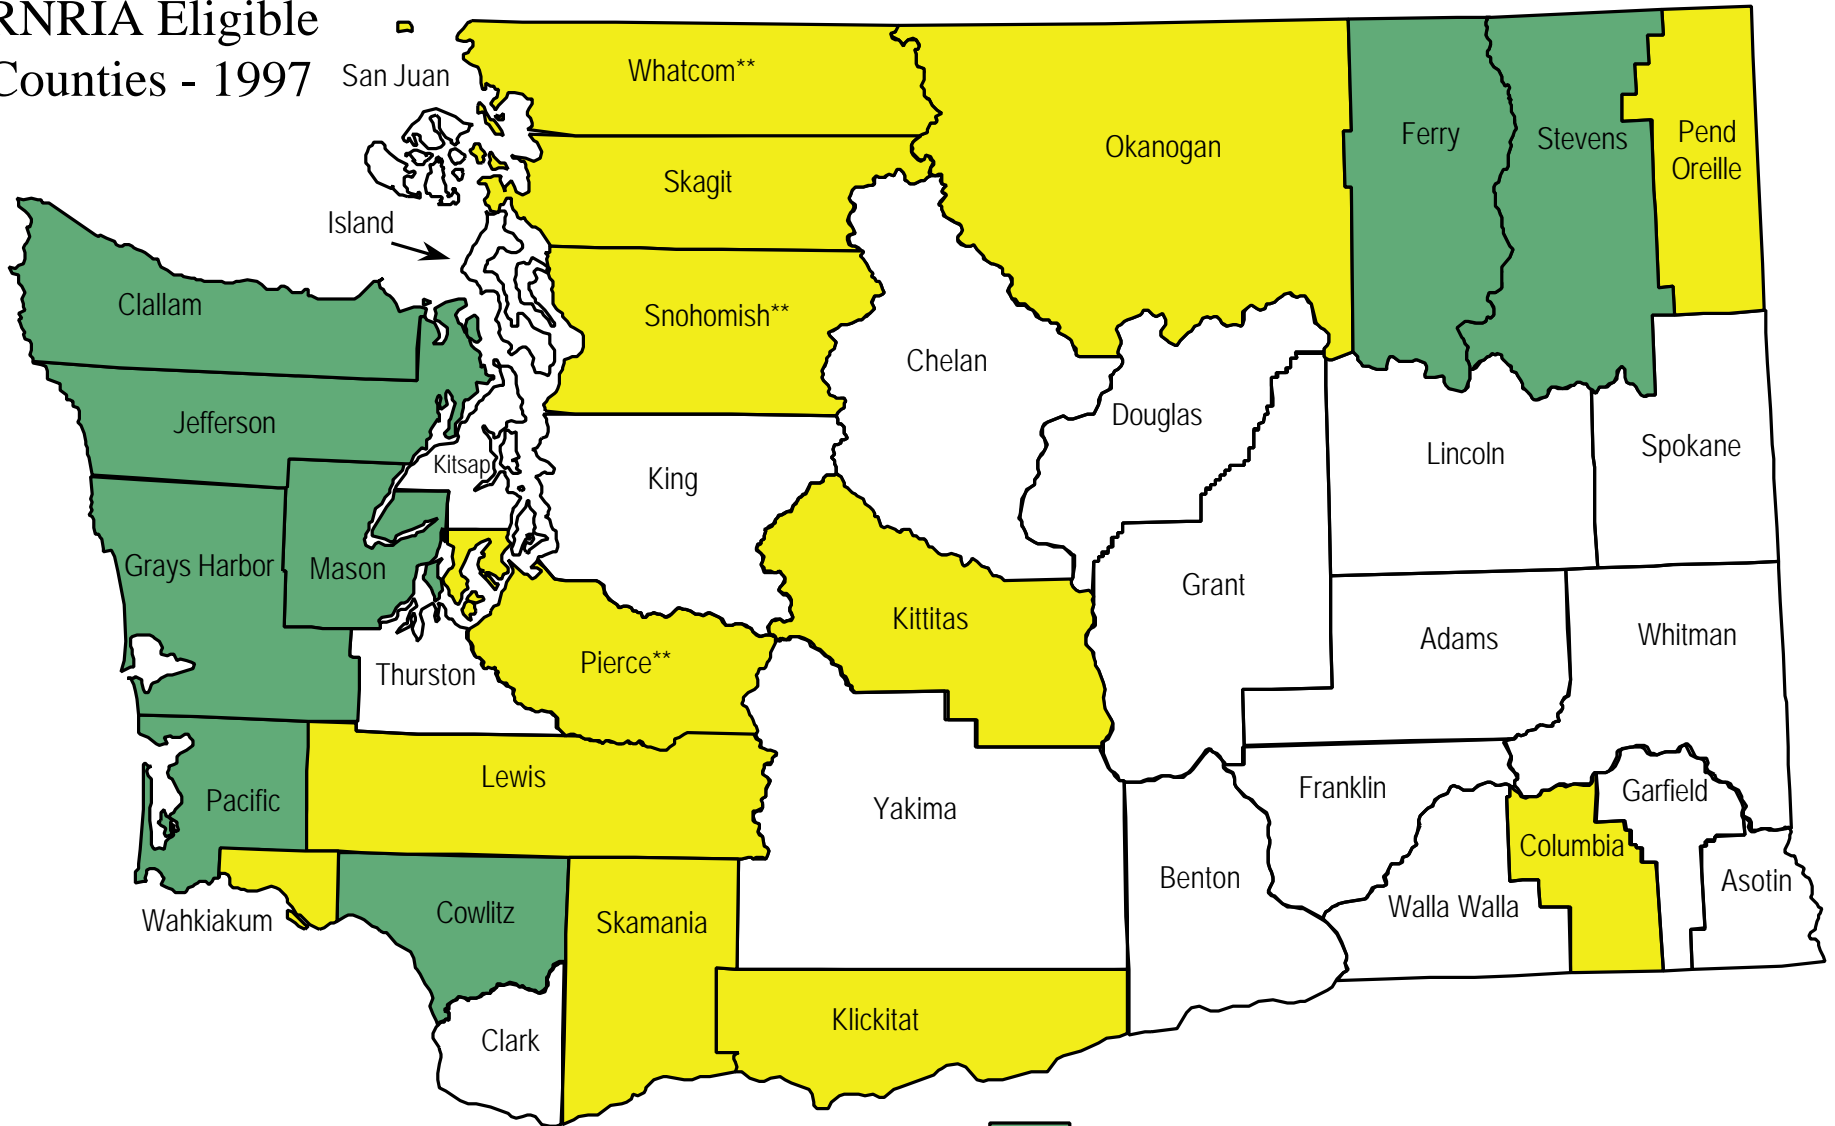 RNRIA Eligible
Counties - 1997
San Juan
Whatcom**
Okanogan
Ferry
Stevens
Pend
Oreille
Skagit
Island
Clallam
Snohomish**
Chelan
Douglas
Jefferson
Kitsap
King
Lincoln
Spokane
Grays Harbor
Mason
Grant
Kittitas
Adams
Whitman
Thurston
Pierce**
Lewis
Pacific
Yakima
Franklin
Garfield
Columbia
Benton
Asotin
Walla Walla
Wahkiakum
Cowlitz
Skamania
Klickitat
Clark